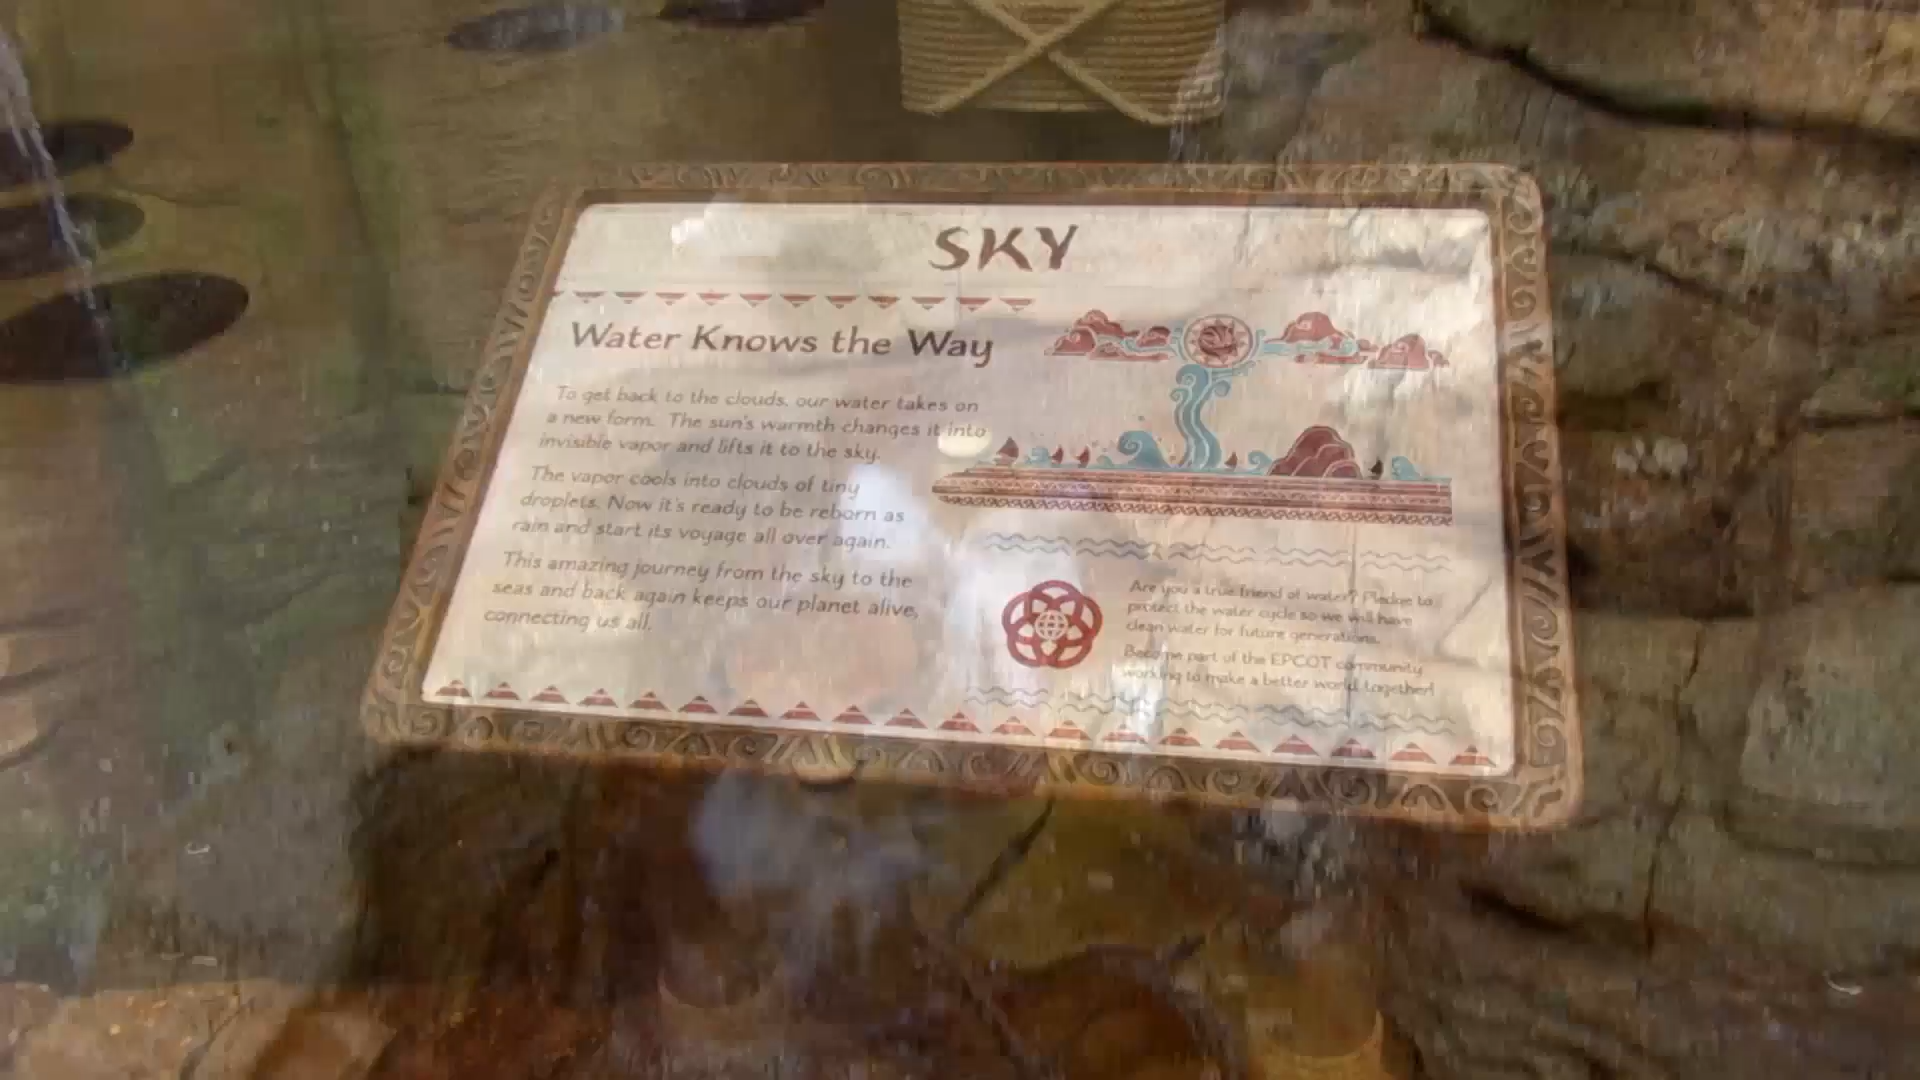 SKY
Water Knows the Way
To get back to the clouds, our water takes on
a new form. The sun's warmth changes it into
invisible vapor and lifts it to the sky.
The vapor cools into clouds of tiny
droplets. Now it's ready to be reborn as
rain and start its voyage all over again.
This amazing journey from the sky to the
seas and back again keeps our planet alive,
connecting us all.
Are you a true friend of water? Pledge to
protect the water cycle so we will have
clean water for future generations.
Become part of the EPCOT community
working to make a better world together!